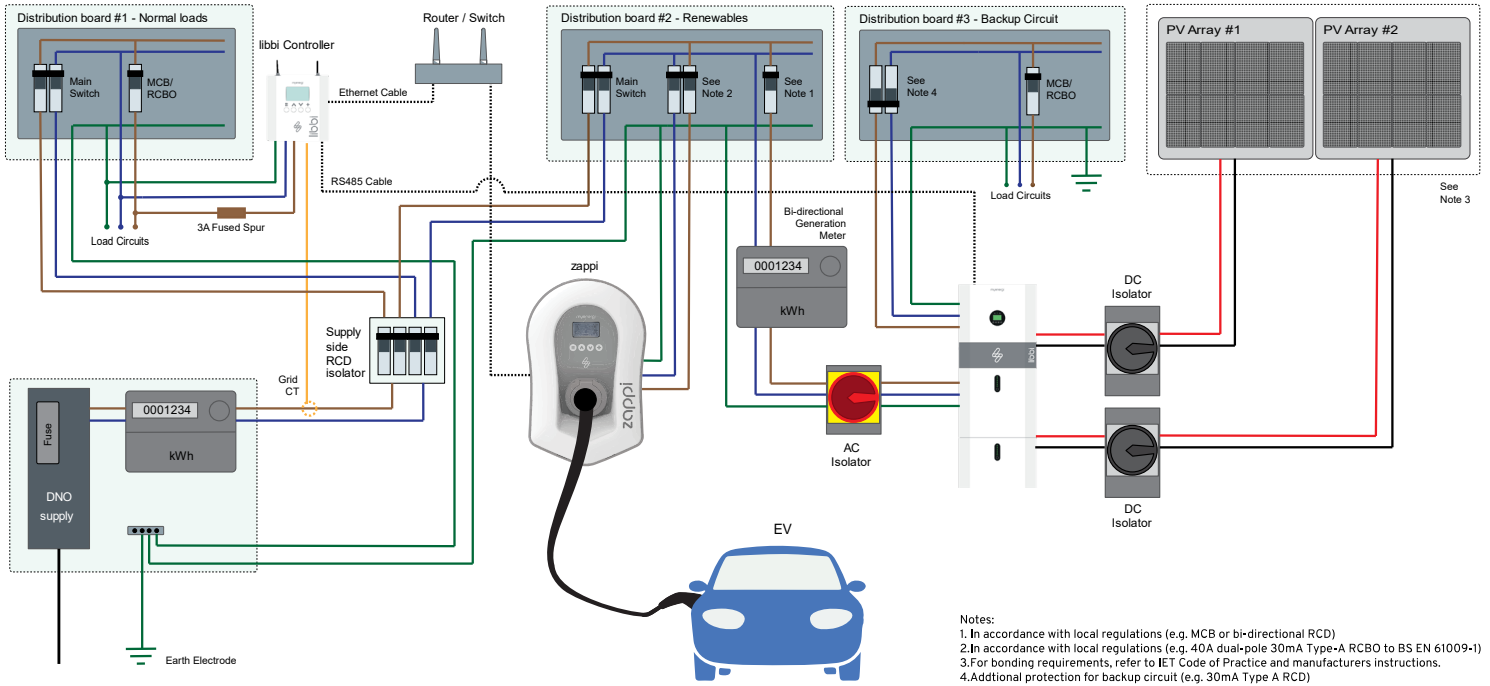 Distribution board #1 - Normal loads
Main
Switch
MCB/
RCBO
libbi Controller
libbi
Router / Switch
Ethernet Cable
RS485 Cable
Load Circuits
3A Fused Spur
Distribution board #2 - Renewables
Main
Switch
See
Note 2
See
Note 1
Distribution board #3 - Backup Circuit
See
Note 4
MCB/
RCBO
Load Circuits
PV Array #1
PV Array #2
See
Note 3
Bi-directional
Generation
Meter
0001234
kWh
zappi
zappi
Supply
side
RCD
isolator
Grid
CT
Fuse
DNO
supply
0001234
kWh
Earth Electrode
AC
Isolator
libbi
DC
Isolator
DC
Isolator
EV
Notes:
1. In accordance with local regulations (e.g. MCB or bi-directional RCD)
2.In accordance with local regulations (e.g. 40A dual-pole 30mA Type-A RCBO to BS EN 61009-1)
3.For bonding requirements, refer to IET Code of Practice and manufacturers instructions.
4.Addtional protection for backup circuit (e.g. 30mA Type A RCD)